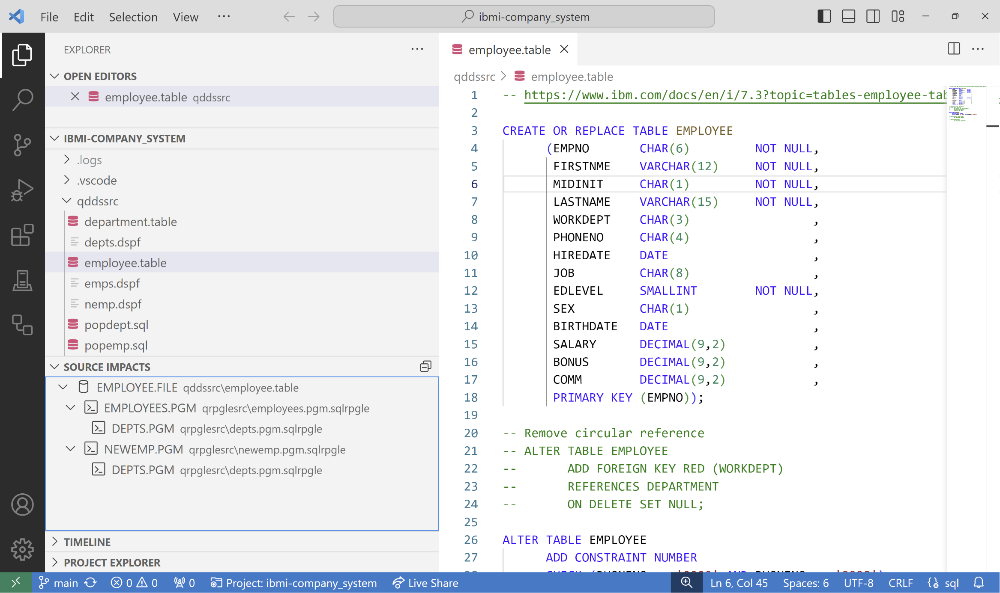 File Edit Selection View ···
ibmi-company_system
EXPLORER
OPEN EDITORS
employee.table qddssrc
IBMI-COMPANY_SYSTEM
.logs
.vscode
qddssrc
department.table
depts.dspf
employee.table
emps.dspf
nemp.dspf
popdept.sql
popemp.sql
SOURCE IMPACTS
EMPLOYEE.FILE qddssrc\employee.table
EMPLOYEES.PGM qrpglesrc\employees.pgm.sqlrpgle
DEPTS.PGM qrpglesrc\depts.pgm.sqlrpgle
NEWEMP.PGM qrpglesrc\newemp.pgm.sqlrpgle
DEPTS.PGM qrpglesrc\depts.pgm.sqlrpgle
TIMELINE
PROJECT EXPLORER
employee.table
qddssrc > employee.table
1 -- https://www.ibm.com/docs/en/i/7.3?topic=tables-employee-tab
2
3 CREATE OR REPLACE TABLE EMPLOYEE
4 (EMPNO CHAR(6) NOT NULL,
5 FIRSTNME VARCHAR(12) NOT NULL,
6 MIDINIT CHAR(1) NOT NULL,
7 LASTNAME VARCHAR(15) NOT NULL,
8 WORKDEPT CHAR(3) ,
9 PHONENO CHAR(4) ,
10 HIREDATE DATE ,
11 JOB CHAR(8) ,
12 EDLEVEL SMALLINT NOT NULL,
13 SEX CHAR(1) ,
14 BIRTHDATE DATE ,
15 SALARY DECIMAL(9,2) ,
16 BONUS DECIMAL(9,2) ,
17 COMM DECIMAL(9,2) ,
18 PRIMARY KEY (EMPNO));
19
20 -- Remove circular reference
21 -- ALTER TABLE EMPLOYEE
22 -- ADD FOREIGN KEY RED (WORKDEPT)
23 -- REFERENCES DEPARTMENT
24 -- ON DELETE SET NULL;
25
26 ALTER TABLE EMPLOYEE
27 ADD CONSTRAINT NUMBER
main 0 0 0 Project: ibmi-company_system Live Share Ln 6, Col 45 Spaces: 6 UTF-8 CRLF sql